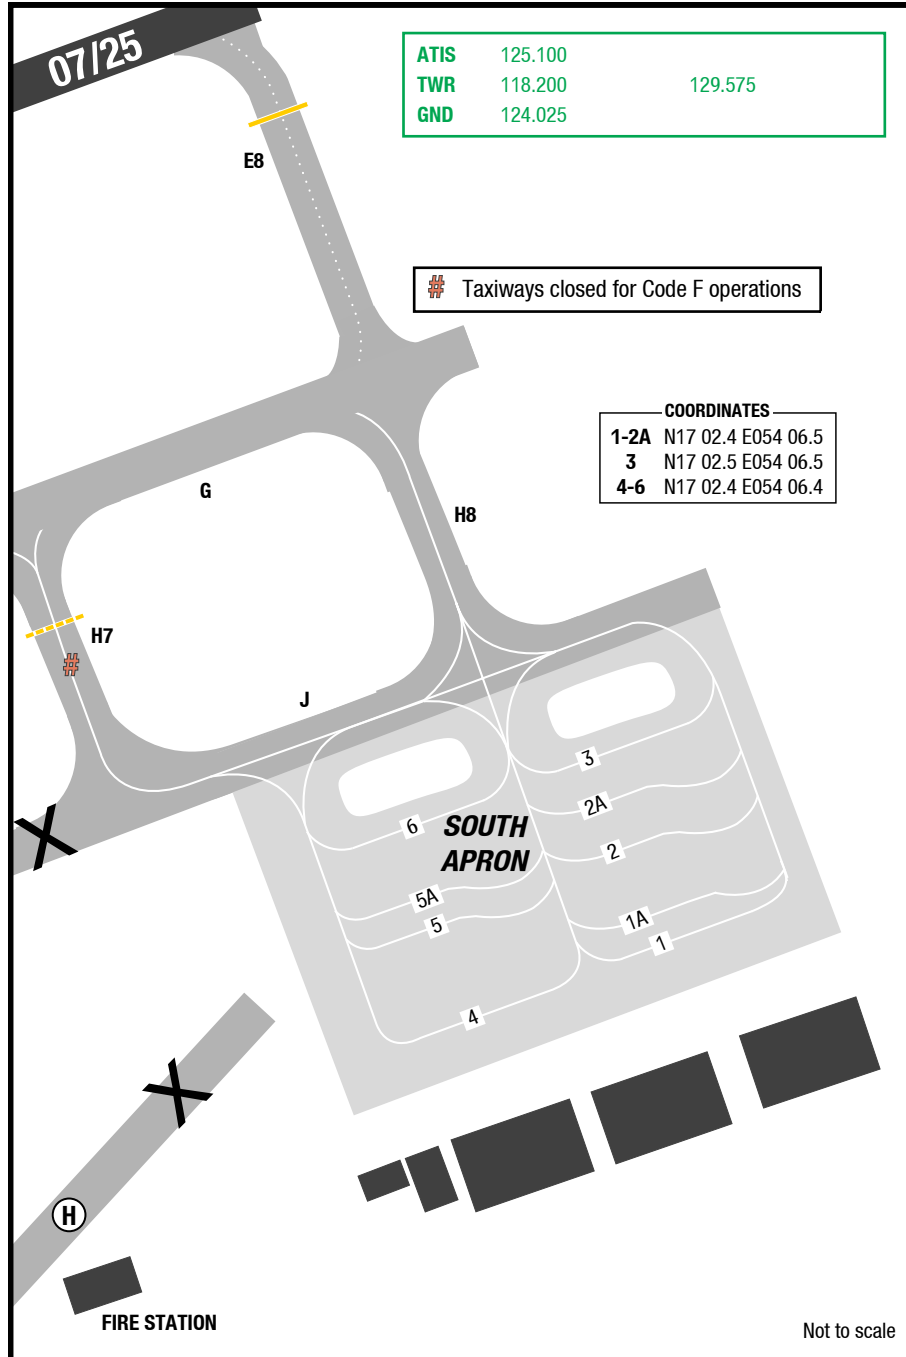 07/25
ATIS 125.100
TWR 118.200 129.575
GND 124.025
E8
# Taxiways closed for Code F operations
COORDINATES
1-2A N17 02.4 E054 06.5
3 N17 02.5 E054 06.5
4-6 N17 02.4 E054 06.4
G
H8
H7
#
J
3
2A
6
SOUTH
APRON
2
5A
5
1A
1
4
H
FIRE STATION
Not to scale